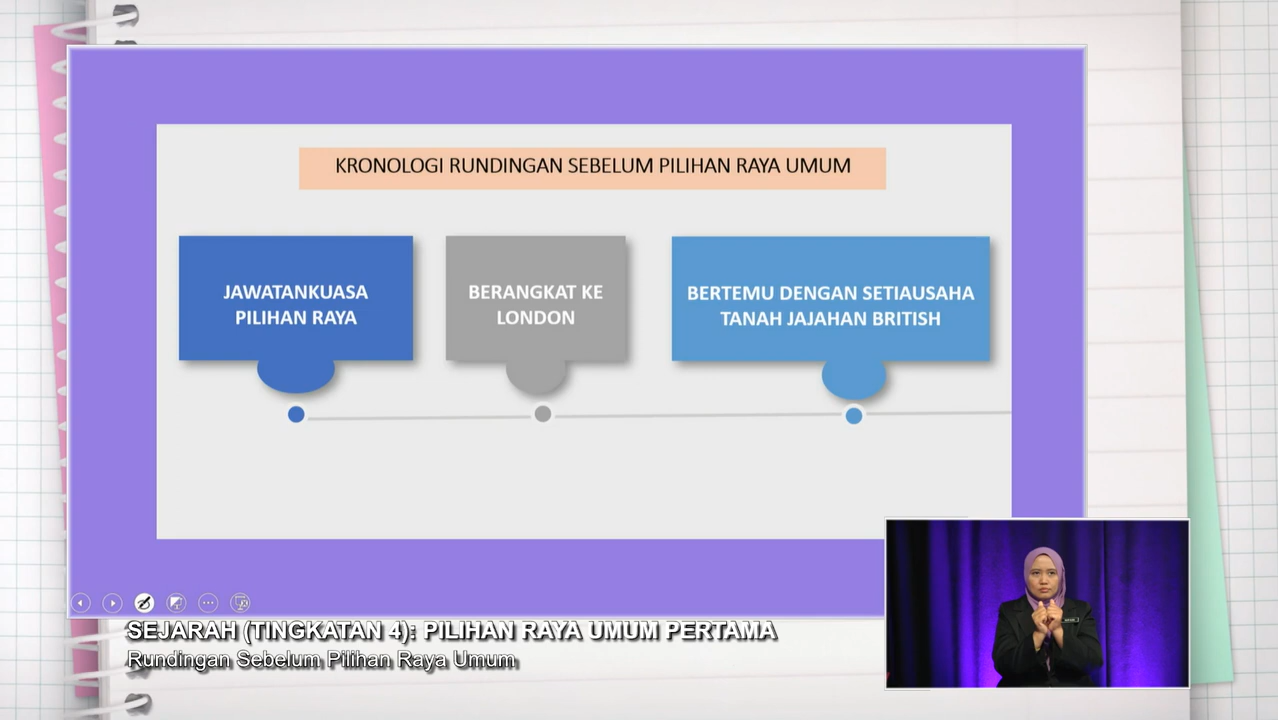 KRONOLOGI RUNDINGAN SEBELUM PILIHAN RAYA UMUM
JAWATANKUASA
PILIHAN RAYA
BERANGKAT KE
LONDON
BERTEMU DENGAN SETIAUSAHA
TANAH JAJAHAN BRITISH
SEJARAH (TINGKATAN 4): PILIHAN RAYA UMUM PERTAMA
Rundingan Sebelum Pilihan Raya Umum